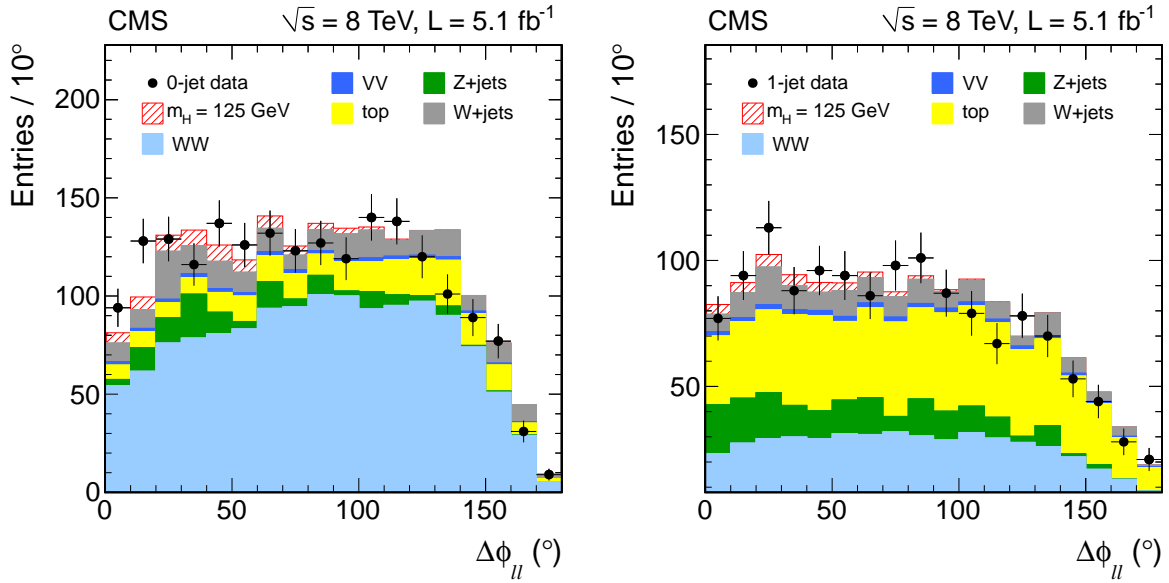 CMS √s = 8 TeV, L = 5.1 fb⁻¹
Entries / 10°
200
150
100
50
0
0-jet data
m_H = 125 GeV
WW
VV
top
Z+jets
W+jets
0 50 100 150
Δϕ_ll (°)
CMS √s = 8 TeV, L = 5.1 fb⁻¹
Entries / 10°
150
100
50
1-jet data
m_H = 125 GeV
WW
VV
top
Z+jets
W+jets
0 50 100 150
Δϕ_ll (°)